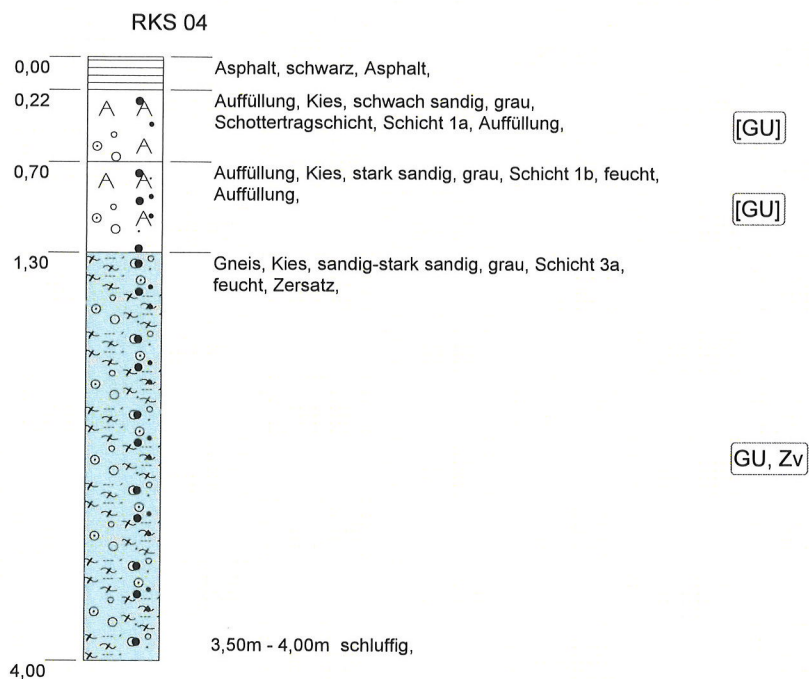 RKS 04
0,00
Asphalt, schwarz, Asphalt,
0,22
Auffüllung, Kies, schwach sandig, grau,
Schottertragschicht, Schicht 1a, Auffüllung,
[GU]
0,70
Auffüllung, Kies, stark sandig, grau, Schicht 1b, feucht,
Auffüllung,
[GU]
1,30
Gneis, Kies, sandig-stark sandig, grau, Schicht 3a,
feucht, Zersatz,
GU, Zv
3,50m - 4,00m schluffig,
4,00